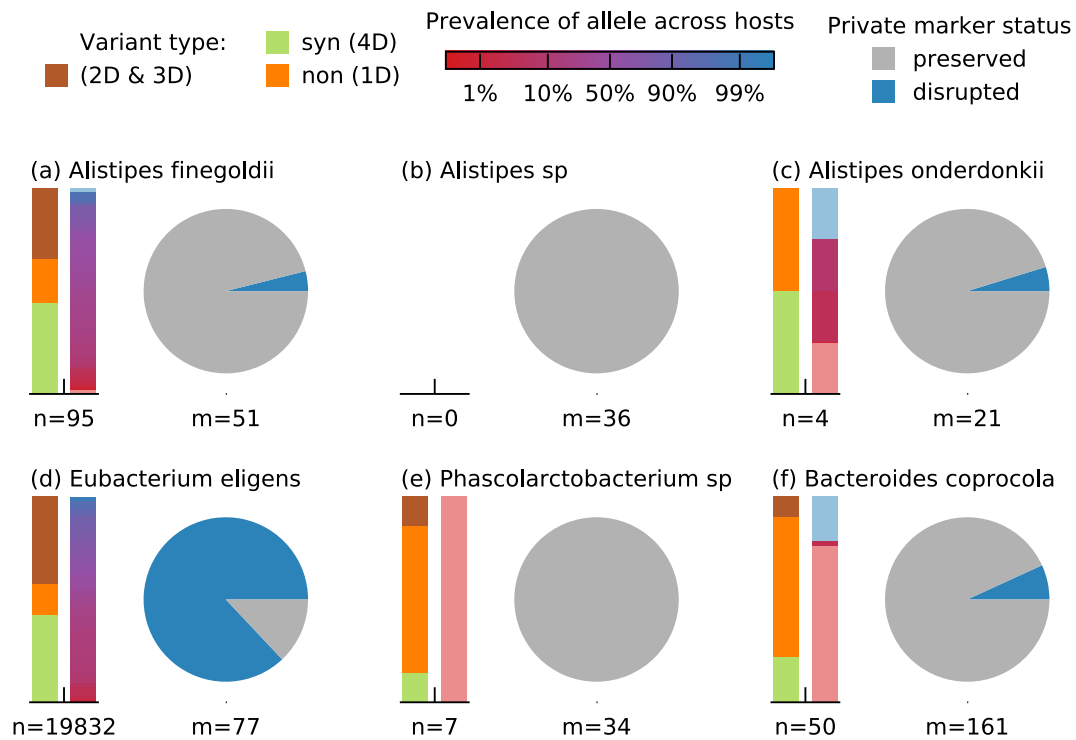 Variant type:
(2D & 3D)
syn (4D)
non (1D)
Prevalence of allele across hosts
1% 10% 50% 90% 99%
Private marker status
preserved
disrupted
(a) Alistipes finegoldii
(b) Alistipes sp
(c) Alistipes onderdonkii
n=95 m=51
n=0 m=36
n=4 m=21
(d) Eubacterium eligens
(e) Phascolarctobacterium sp
(f) Bacteroides coprocola
n=19832 m=77
n=7 m=34
n=50 m=161